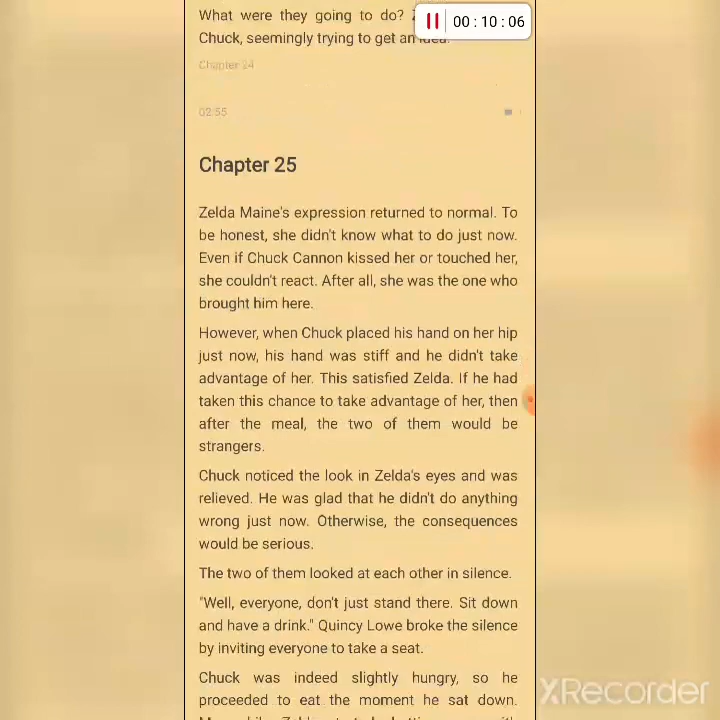 What were they going to do?
00:10:06
Chuck, seemingly trying to get an idea.
Chapter 24
02:55
Chapter 25
Zelda Maine's expression returned to normal. To
be honest, she didn't know what to do just now.
Even if Chuck Cannon kissed her or touched her,
she couldn't react. After all, she was the one who
brought him here.
However, when Chuck placed his hand on her hip
just now, his hand was stiff and he didn't take
advantage of her. This satisfied Zelda. If he had
taken this chance to take advantage of her, then
after the meal, the two of them would be
strangers.
Chuck noticed the look in Zelda's eyes and was
relieved. He was glad that he didn't do anything
wrong just now. Otherwise, the consequences
would be serious.
The two of them looked at each other in silence.
"Well, everyone, don't just stand there. Sit down
and have a drink." Quincy Lowe broke the silence
by inviting everyone to take a seat.
Chuck was indeed slightly hungry, so he
proceeded to eat the moment he sat down.
XRecorder